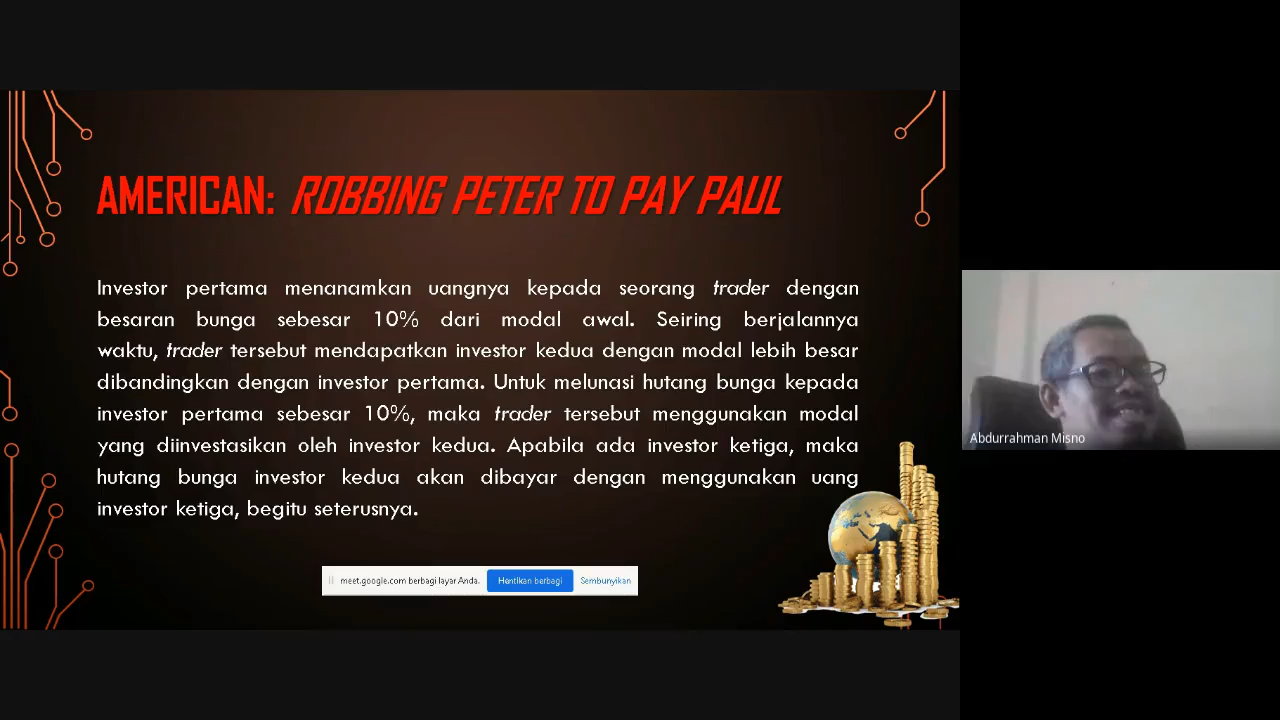 AMERICAN: ROBBING PETER TO PAY PAUL
Investor pertama menanamkan uangnya kepada seorang trader dengan
besaran bunga sebesar 10% dari modal awal. Seiring berjalannya
waktu, trader tersebut mendapatkan investor kedua dengan modal lebih besar
dibandingkan dengan investor pertama. Untuk melunasi hutang bunga kepada
investor pertama sebesar 10%, maka trader tersebut menggunakan modal
yang diinvestasikan oleh investor kedua. Apabila ada investor ketiga, maka
hutang bunga investor kedua akan dibayar dengan menggunakan uang
investor ketiga, begitu seterusnya.
meet.google.com berbagi layar Anda. Hentikan berbagi Sembunyikan
Abdurrahman Misno